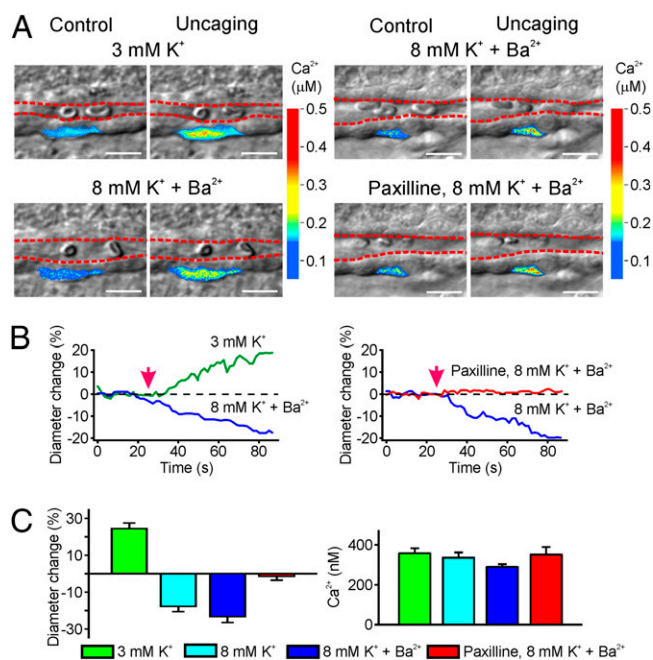 A
Control Uncaging
3 mM K⁺
Ca²⁺
(μM)
0.5
0.4
0.3
0.2
0.1
8 mM K⁺ + Ba²⁺
Control Uncaging
8 mM K⁺ + Ba²⁺
Ca²⁺
(μM)
0.5
0.4
0.3
0.2
0.1
Paxilline, 8 mM K⁺ + Ba²⁺
B
Diameter change (%)
20
10
0
-10
-20
3 mM K⁺
8 mM K⁺ + Ba²⁺
0 20 40 60 80
Time (s)
Diameter change (%)
20
10
0
-10
-20
Paxilline, 8 mM K⁺ + Ba²⁺
8 mM K⁺ + Ba²⁺
0 20 40 60 80
Time (s)
C
Diameter change (%)
30
10
-10
-30
Ca²⁺ (nM)
400
200
0
3 mM K⁺ 8 mM K⁺ 8 mM K⁺ + Ba²⁺ Paxilline, 8 mM K⁺ + Ba²⁺